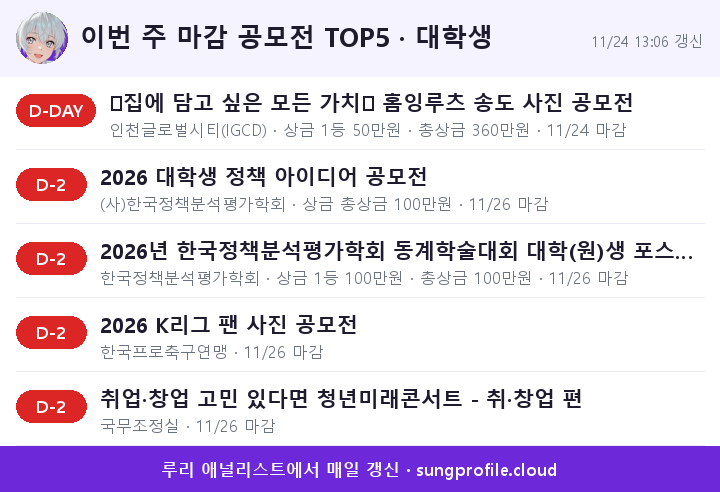 이번 주 마감 공모전 TOP5 · 대학생
11/24 13:06 갱신
D-DAY
집에 담고 싶은 모든 가치 홈잉루츠 송도 사진 공모전
인천글로벌시티(IGCD) · 상금 1등 50만원 · 총상금 360만원 · 11/24 마감
D-2
2026 대학생 정책 아이디어 공모전
(사)한국정책분석평가학회 · 상금 총상금 100만원 · 11/26 마감
D-2
2026년 한국정책분석평가학회 동계학술대회 대학(원)생 포스...
한국정책분석평가학회 · 상금 1등 100만원 · 총상금 100만원 · 11/26 마감
D-2
2026 K리그 팬 사진 공모전
한국프로축구연맹 · 11/26 마감
D-2
취업·창업 고민 있다면 청년미래콘서트 - 취·창업 편
국무조정실 · 11/26 마감
루리 애널리스트에서 매일 갱신 · sungprofile.cloud